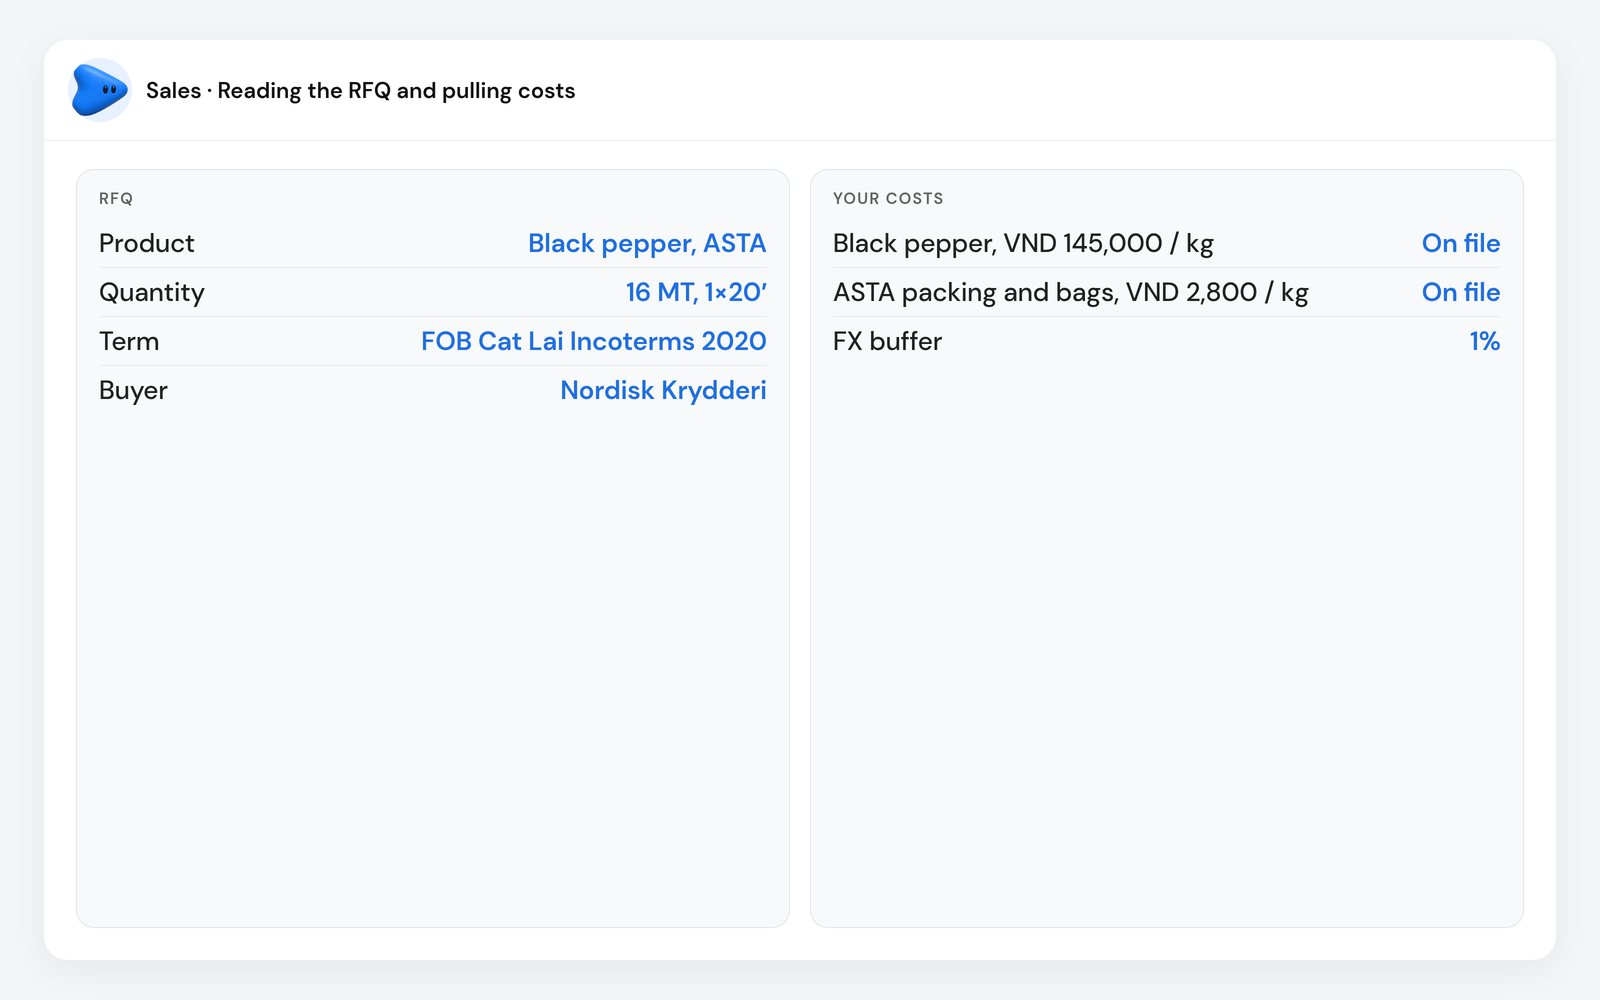 Sales · Reading the RFQ and pulling costs
RFQ
Product Black pepper, ASTA
Quantity 16 MT, 1×20′
Term FOB Cat Lai Incoterms 2020
Buyer Nordisk Krydderi
YOUR COSTS
Black pepper, VND 145,000 / kg On file
ASTA packing and bags, VND 2,800 / kg On file
FX buffer 1%